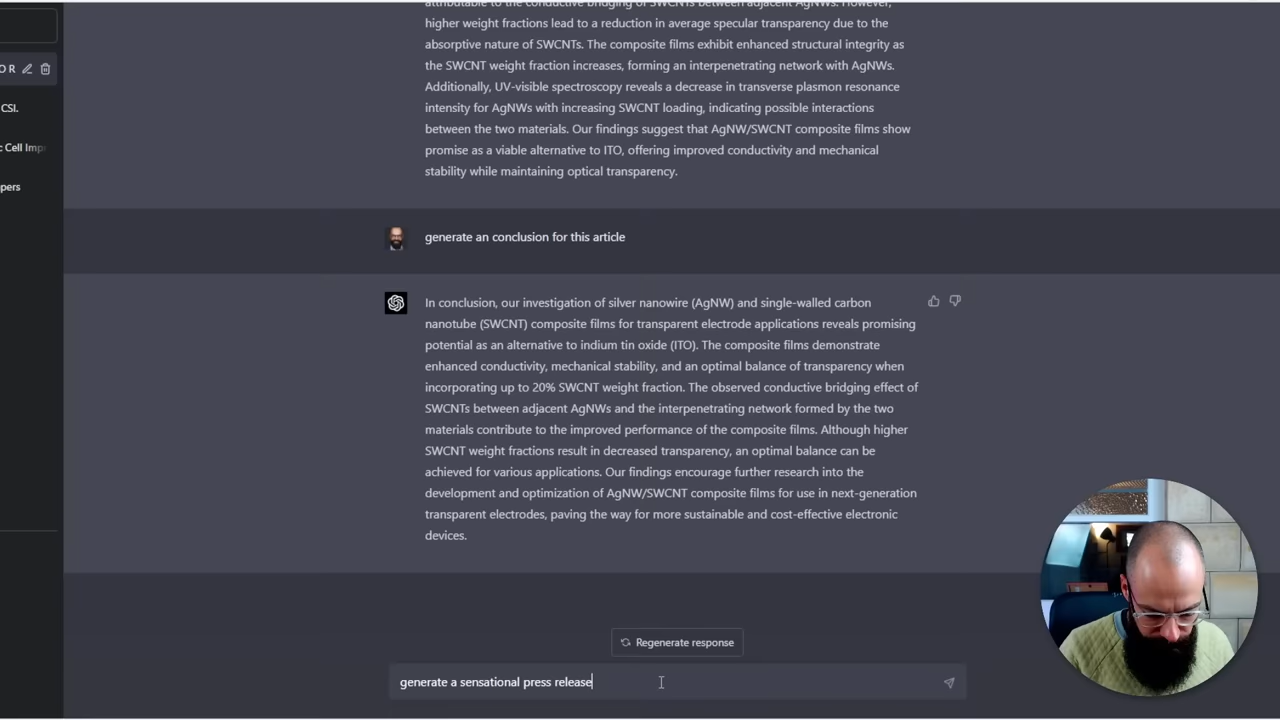 attributable to the conductive bridging of SWCNTs between adjacent AgNWs. However,
higher weight fractions lead to a reduction in average specular transparency due to the
O R
absorptive nature of SWCNTs. The composite films exhibit enhanced structural integrity as
the SWCNT weight fraction increases, forming an interpenetrating network with AgNWs.
Additionally, UV-visible spectroscopy reveals a decrease in transverse plasmon resonance
CSI.
intensity for AgNWs with increasing SWCNT loading, indicating possible interactions
between the two materials. Our findings suggest that AgNW/SWCNT composite films show
c Cell Imp
promise as a viable alternative to ITO, offering improved conductivity and mechanical
stability while maintaining optical transparency.
pers
generate an conclusion for this article
In conclusion, our investigation of silver nanowire (AgNW) and single-walled carbon
nanotube (SWCNT) composite films for transparent electrode applications reveals promising
potential as an alternative to indium tin oxide (ITO). The composite films demonstrate
enhanced conductivity, mechanical stability, and an optimal balance of transparency when
incorporating up to 20% SWCNT weight fraction. The observed conductive bridging effect of
SWCNTs between adjacent AgNWs and the interpenetrating network formed by the two
materials contribute to the improved performance of the composite films. Although higher
SWCNT weight fractions result in decreased transparency, an optimal balance can be
achieved for various applications. Our findings encourage further research into the
development and optimization of AgNW/SWCNT composite films for use in next-generation
transparent electrodes, paving the way for more sustainable and cost-effective electronic
devices.
Regenerate response
generate a sensational press release